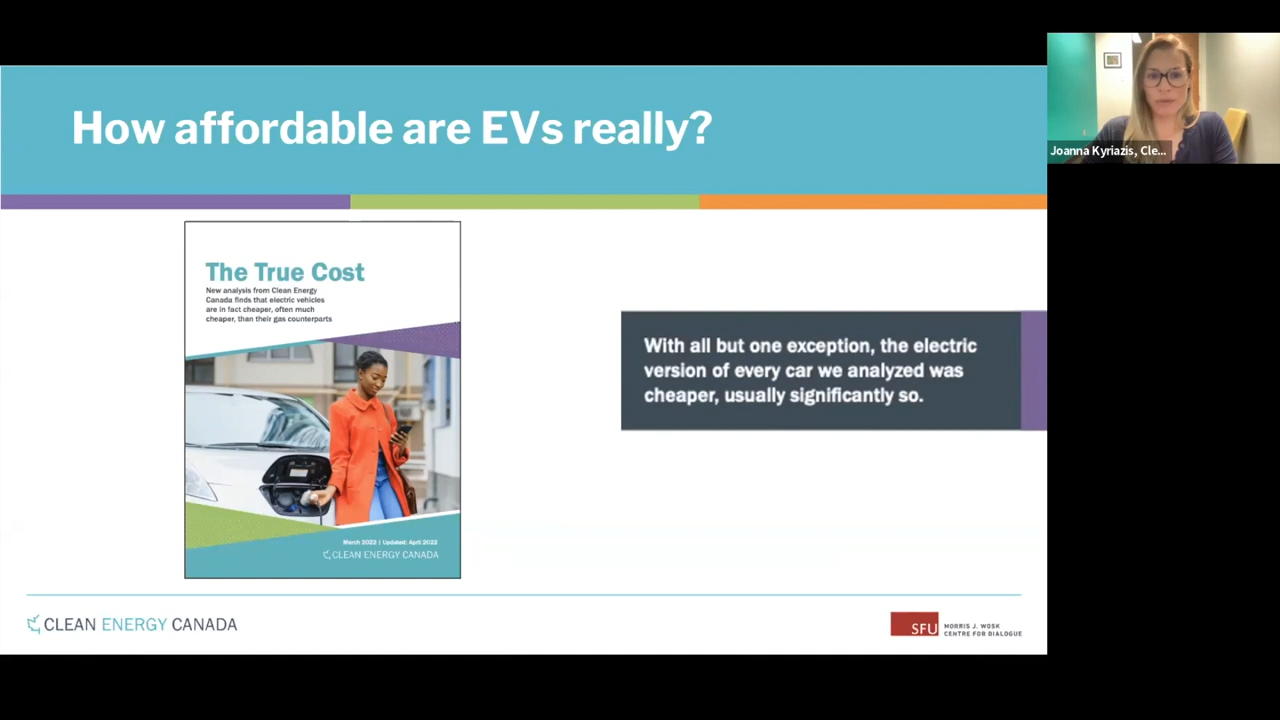 How affordable are EVs really?
Joanna Kyriazis, Cle...
The True Cost
New analysis from Clean Energy
Canada finds that electric vehicles
are in fact cheaper, often much
cheaper, than their gas counterparts
With all but one exception, the electric
version of every car we analyzed was
cheaper, usually significantly so.
March 2022 | Updated: April 2022
CLEAN ENERGY CANADA
CLEAN ENERGY CANADA
SFU
MORRIS J. WOSK
CENTRE FOR DIALOGUE